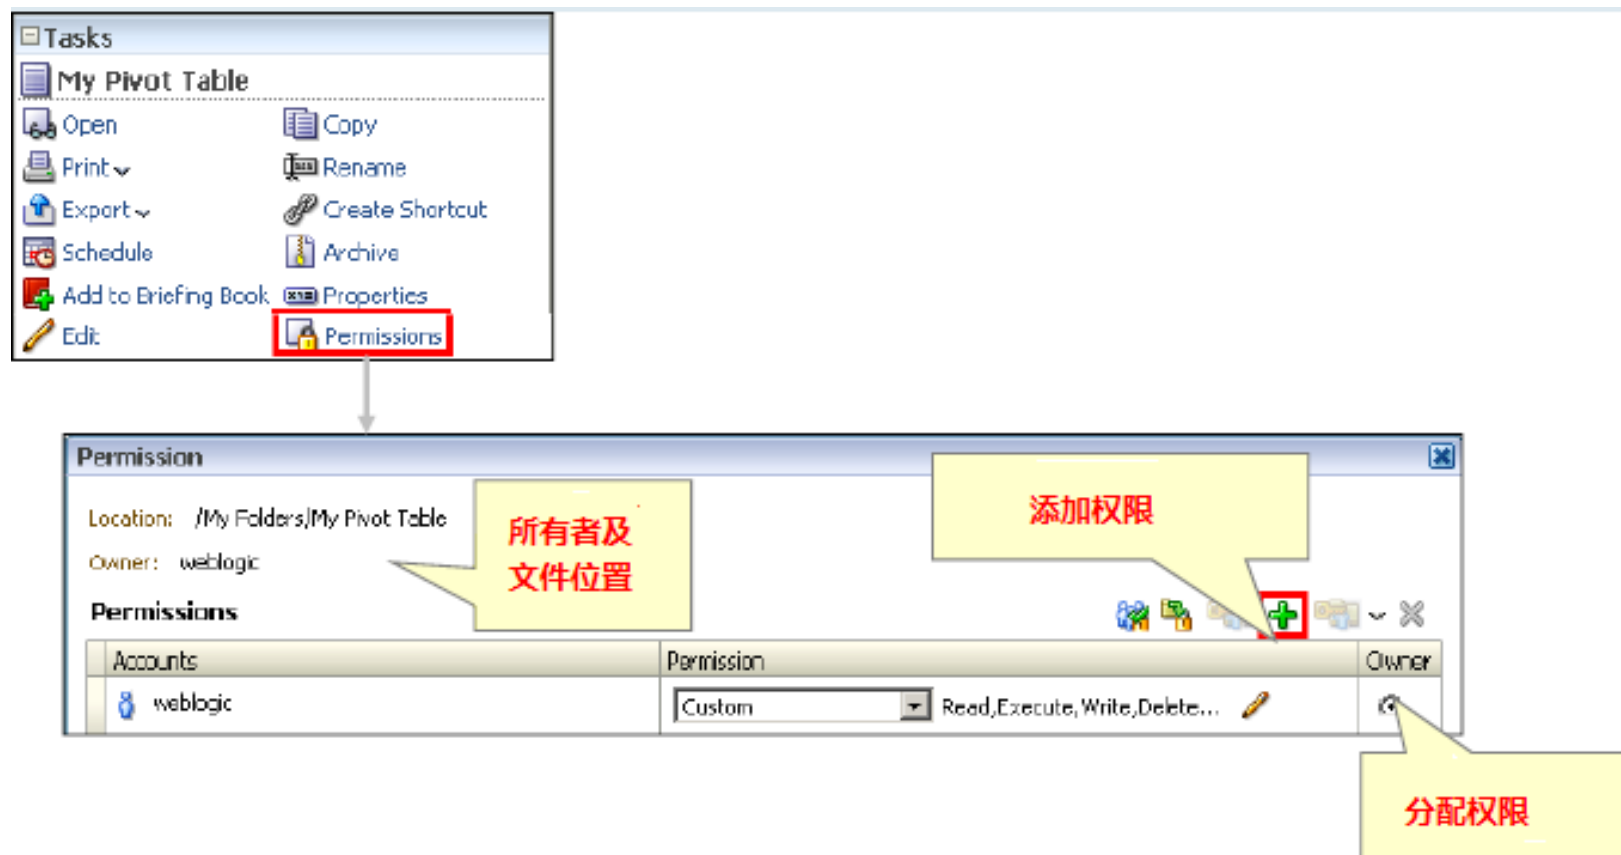 Tasks
My Pivot Table
Open
Copy
Print
Rename
Export
Create Shortcut
Schedule
Archive
Add to Briefing Book
Properties
Edit
Permissions
Permission
添加权限
Location: /My Folders/My Pivot Table
所有者及
文件位置
Owner: weblogic
Permissions
Accounts Permission Owner
weblogic Custom Read,Execute,Write,Delete...
分配权限